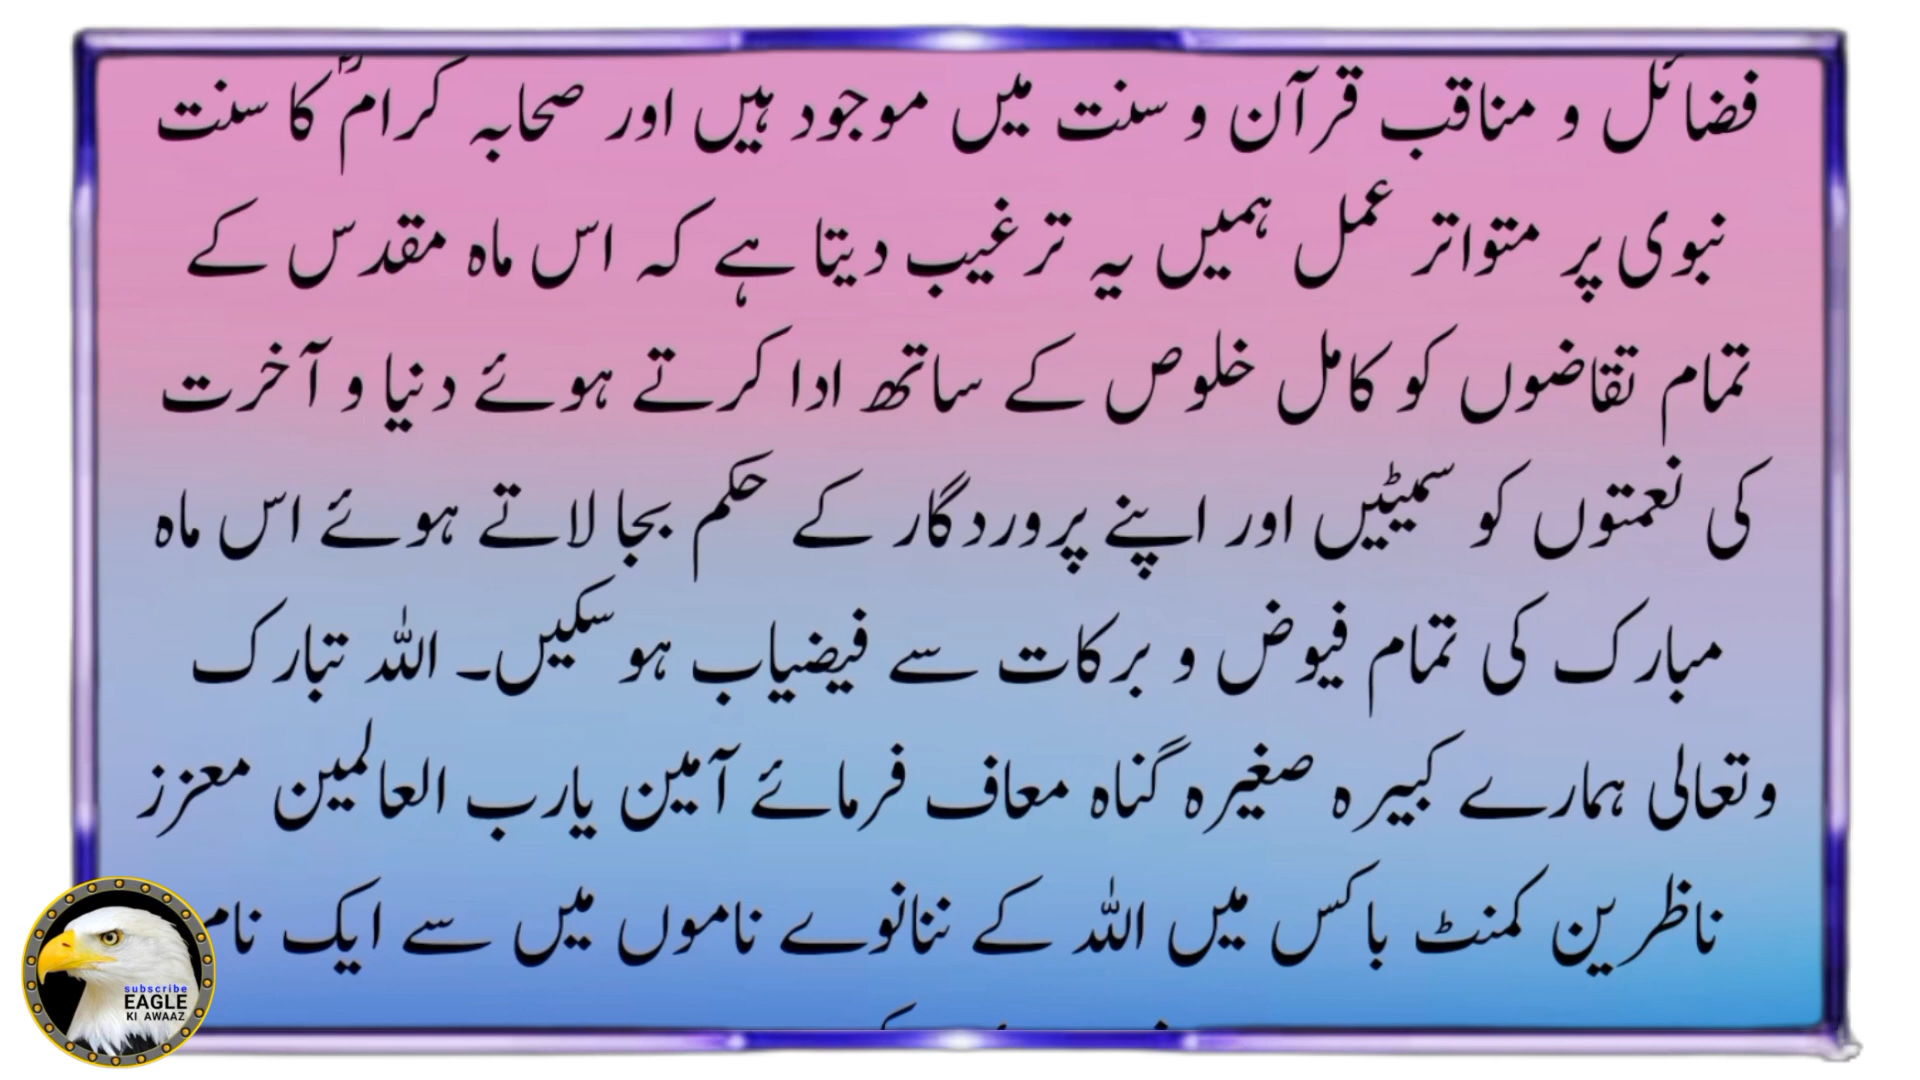 فضائل و مناقب قرآن و سنت میں موجود ہیں اور صحابہ کرامؓ کا سنت
نبوی پر متواتر عمل ہمیں یہ ترغیب دیتا ہے کہ اس ماہ مقدس کے
تمام تقاضوں کو کامل خلوص کے ساتھ ادا کرتے ہوئے دنیا و آخرت
کی نعمتوں کو سمیٹیں اور اپنے پروردگار کے حکم بجا لاتے ہوئے اس ماہ
مبارک کی تمام فیوض و برکات سے فیضیاب ہو سکیں۔ اللہ تبارک
وتعالی ہمارے کبیرہ صغیرہ گناہ معاف فرمائے آمین یارب العالمین معزز
ناظرین کمنٹ باکس میں اللہ کے ننانوے ناموں میں سے ایک نام
subscribe
EAGLE
KI AWAAZ